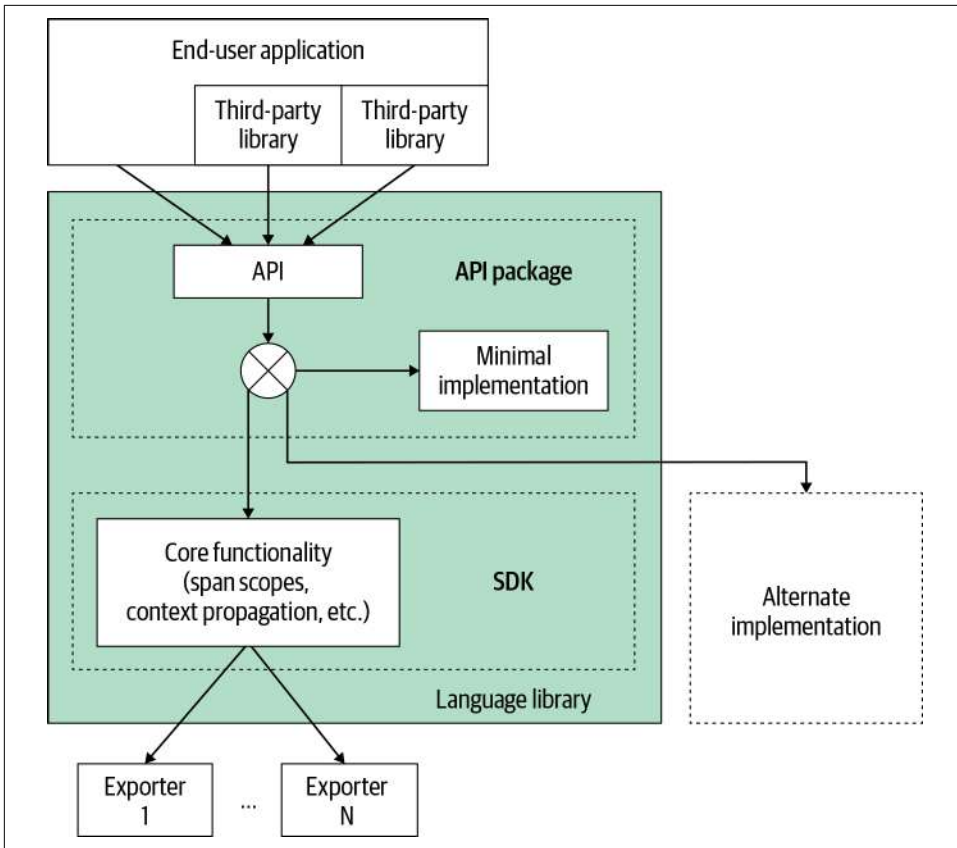 End-user application
Third-party
library
Third-party
library
API
API package
Minimal
implementation
Core functionality
(span scopes,
context propagation, etc.)
SDK
Alternate
implementation
Language library
Exporter
1
...
Exporter
N